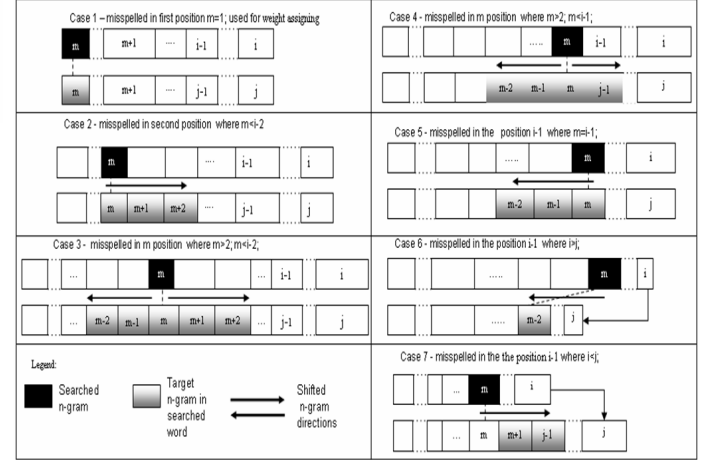 Case 1 – misspelled in first position m=1; used for weight assigning
m m+1 .... i-1 i
m m+1 .... j-1 j
Case 2 - misspelled in second position where m<i-2
m .... i-1 i
m m+1 m+2 .... j-1 j
Case 3 - misspelled in m position where m>2; m<i-2;
... m ... i-1 i
... m-2 m-1 m m+1 m+2 ... j-1 j
Legend:
Searched n-gram
Target n-gram in searched word
Shifted n-gram directions
Case 4 - misspelled in m position where m>2; m<i-1;
..... m i-1 i
m-2 m-1 m j-1 j
Case 5 - misspelled in the position i-1 where m=i-1;
..... m i
m-2 m-1 m j
Case 6 - misspelled in the position i-1 where i>j;
..... m i
..... m-2 j
Case 7 - misspelled in the the position i-1 where i<j;
... m i
... m m+1 j-1 j